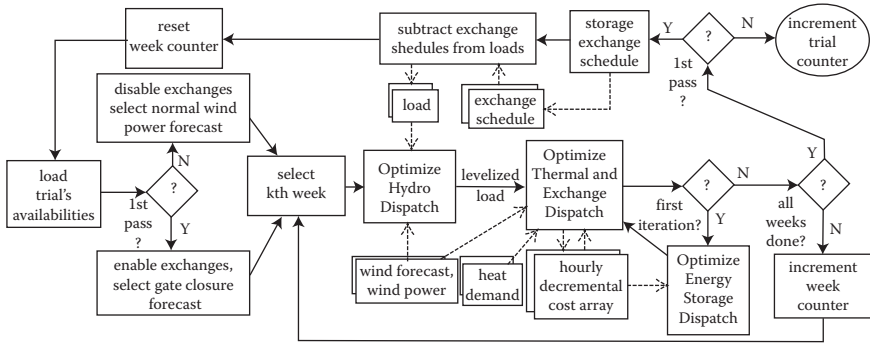 reset
week counter
subtract exchange
shedules from loads
storage
exchange
schedule
Y
?
N
increment
trial
counter
1st
pass
?
disable exchanges
select normal wind
power forecast
load
exchange
schedule
load
trial's
availabilities
N
?
1st
pass
?
Y
select
kth week
Optimize
Hydro
Dispatch
levelized
load
Optimize
Thermal and
Exchange
Dispatch
?
N
first
iteration?
Y
Y
?
all
weeks
done?
N
enable exchanges,
select gate closure
forecast
wind forecast,
wind power
heat
demand
hourly
decremental
cost array
Optimize
Energy
Storage
Dispatch
increment
week
counter